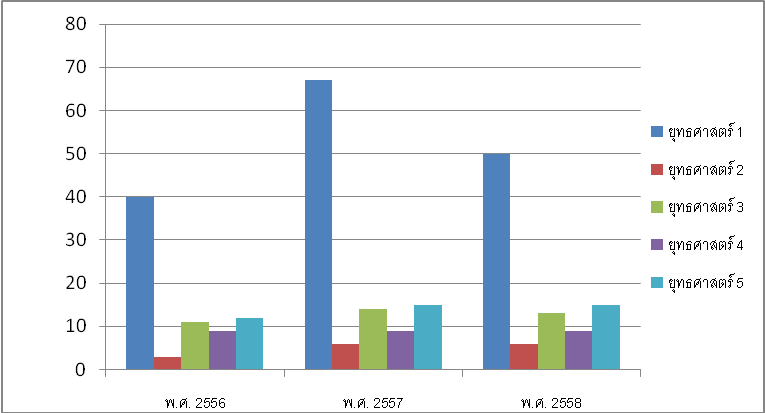 80
70
60
50
40
30
20
10
0
พ.ศ. 2556
พ.ศ. 2557
พ.ศ. 2558
ยุทธศาสตร์ 1
ยุทธศาสตร์ 2
ยุทธศาสตร์ 3
ยุทธศาสตร์ 4
ยุทธศาสตร์ 5